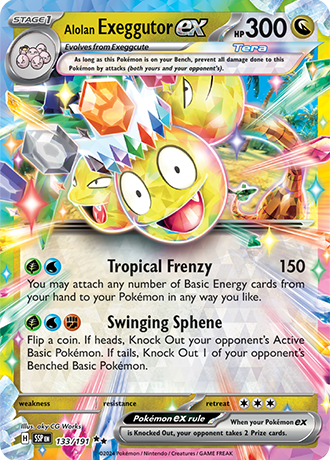 STAGE 1
Alolan Exeggutor ex HP 300
Evolves from Exeggcute
Tera
As long as this Pokémon is on your Bench, prevent all damage done to this
Pokémon by attacks (both yours and your opponent's).
Tropical Frenzy 150
You may attach any number of Basic Energy cards from
your hand to your Pokémon in any way you like.
Swinging Sphene
Flip a coin. If heads, Knock Out your opponent's Active
Basic Pokémon. If tails, Knock Out 1 of your opponent's
Benched Basic Pokémon.
weakness resistance retreat
Illus. aky CG Works
Pokémon ex rule
When your Pokémon ex
is Knocked Out, your opponent takes 2 Prize cards.
H SSP EN 133/191
©2024 Pokémon / Nintendo / Creatures / GAME FREAK